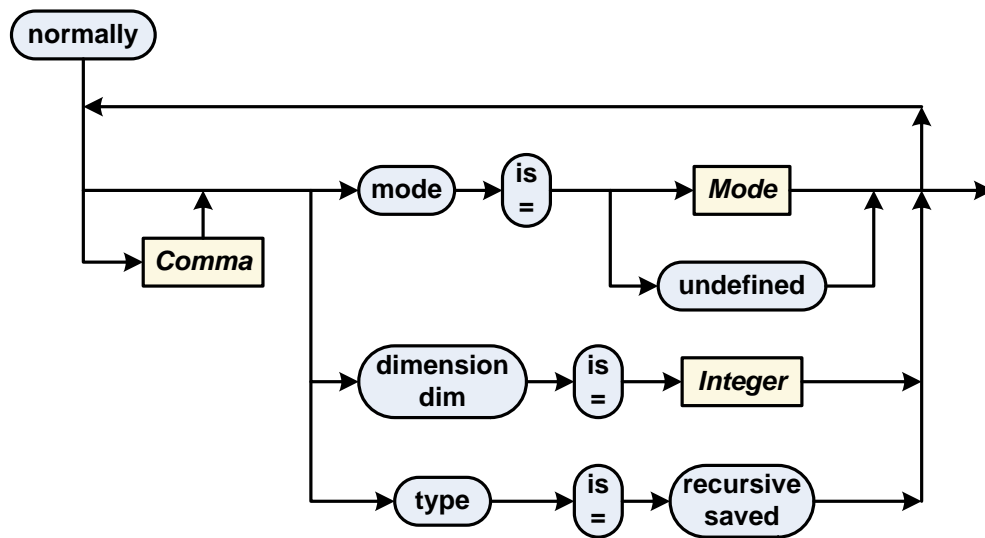 normally
mode
is
=
Mode
Comma
undefined
dimension
dim
is
=
Integer
type
is
=
recursive
saved